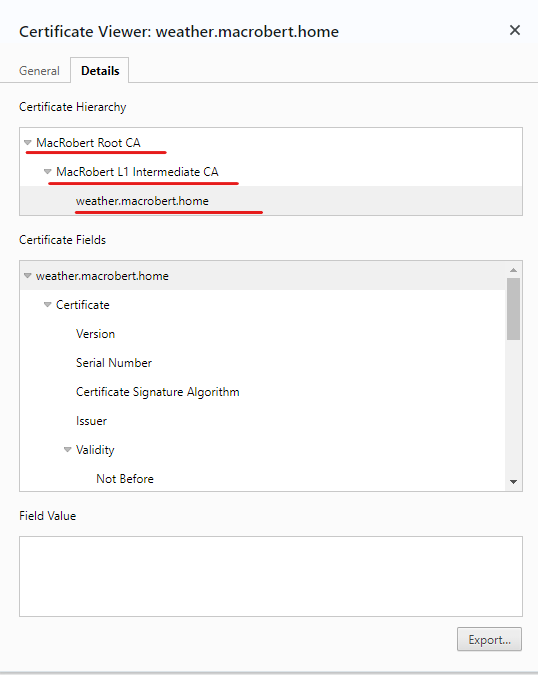 Certificate Viewer: weather.macrobert.home
General Details
Certificate Hierarchy
MacRobert Root CA
MacRobert L1 Intermediate CA
weather.macrobert.home
Certificate Fields
weather.macrobert.home
Certificate
Version
Serial Number
Certificate Signature Algorithm
Issuer
Validity
Not Before
Field Value
Export...